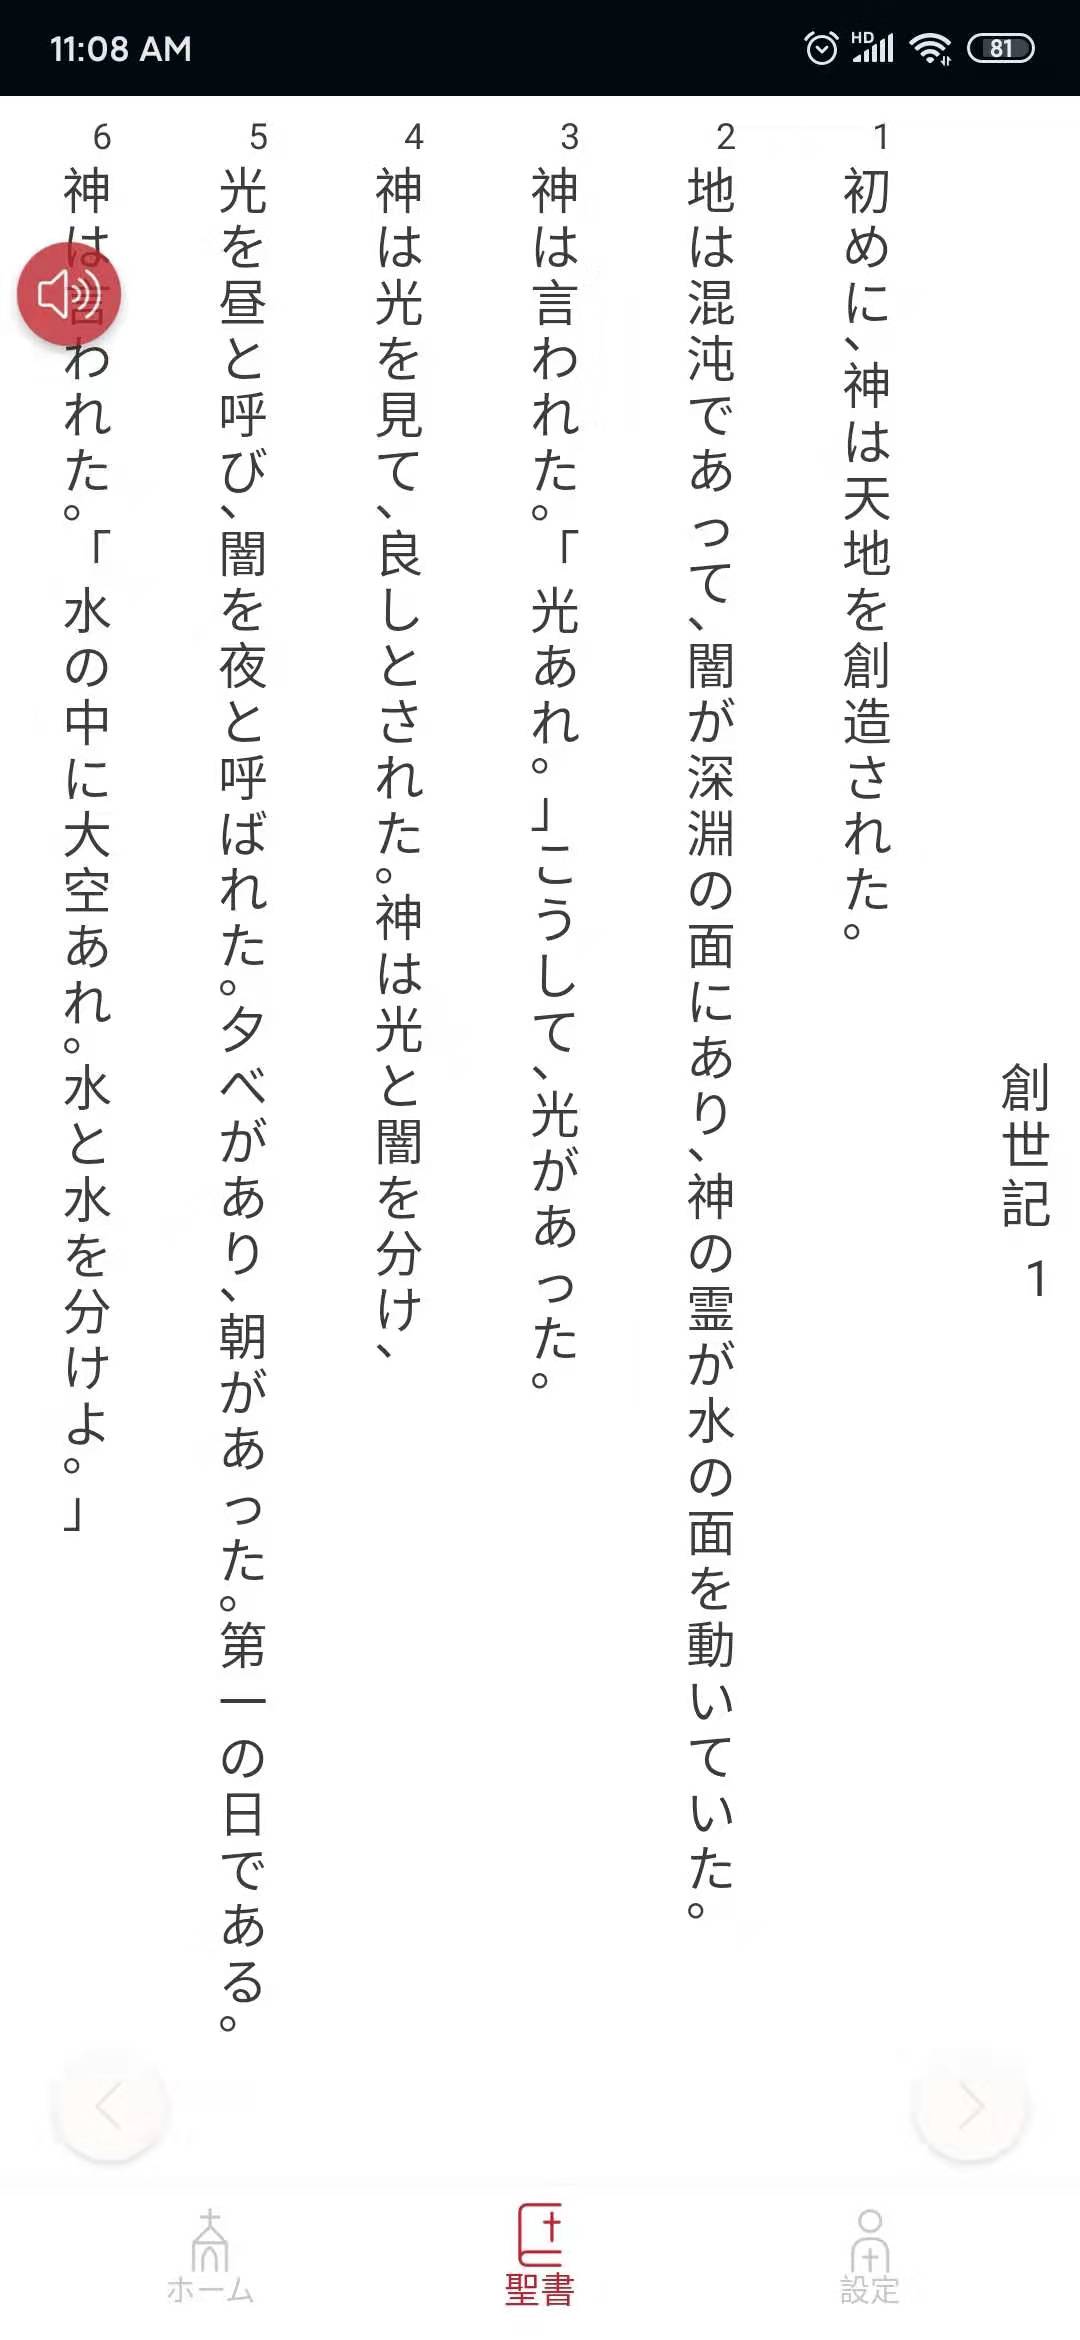 11:08 AM
HD
81
創世記 1
1 初めに、神は天地を創造された。
2 地は混沌であって、闇が深淵の面にあり、神の霊が水の面を動いていた。
3 神は言われた。「光あれ。」こうして、光があった。
4 神は光を見て、良しとされた。神は光と闇を分け、
5 光を昼と呼び、闇を夜と呼ばれた。夕べがあり、朝があった。第一の日である。
6 神は言われた。「水の中に大空あれ。水と水を分けよ。」
ホーム
聖書
設定